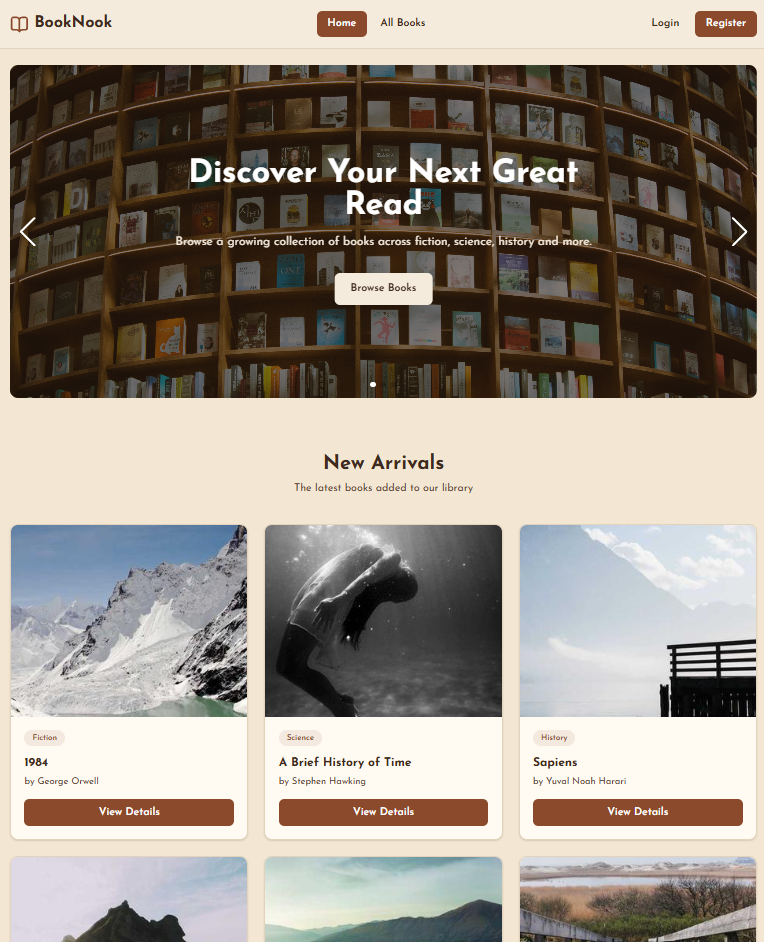 BookNook
Home
All Books
Login
Register
Discover Your Next Great
Read
Browse a growing collection of books across fiction, science, history and more.
Browse Books
New Arrivals
The latest books added to our library
Fiction
1984
by George Orwell
View Details
Science
A Brief History of Time
by Stephen Hawking
View Details
History
Sapiens
by Yuval Noah Harari
View Details